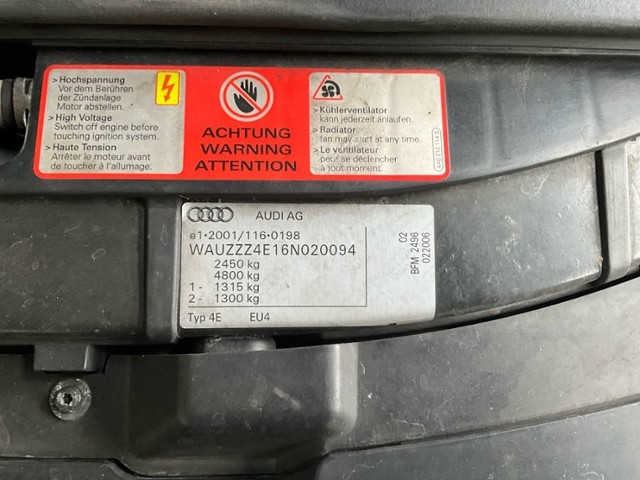 > Hochspannung
Vor dem Berühren
der Zündanlage
Motor abstellen.
> High Voltage
Switch off engine before
touching ignition system.
> Haute Tension
Arrêter le moteur avant
de toucher à l'allumage.
ACHTUNG
WARNING
ATTENTION
> Kühlerventilator
kann jederzeit anlaufen.
> Radiator
fan may start at any time.
> Le ventilateur
peut se déclencher
à tout moment.
AUDI AG
e1*2001/116*0198
WAUZZZ4E16N020094
2450 kg
4800 kg
1 - 1315 kg
2 - 1300 kg
Typ 4E EU4
02
BFM 2496
022006